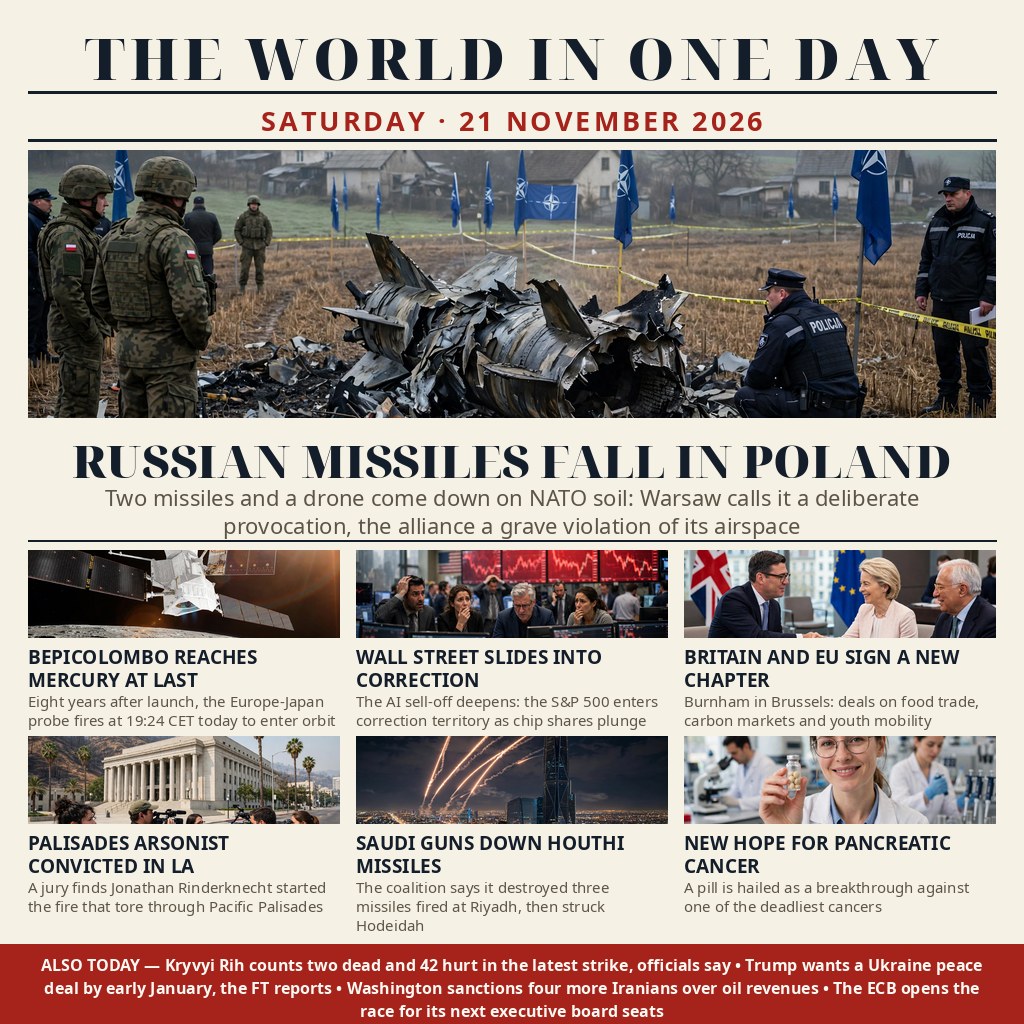 THE WORLD IN ONE DAY
SATURDAY · 21 NOVEMBER 2026
POLICJA
POLICJA
RUSSIAN MISSILES FALL IN POLAND
Two missiles and a drone come down on NATO soil: Warsaw calls it a deliberate
provocation, the alliance a grave violation of its airspace
BEPICOLOMBO REACHES
MERCURY AT LAST
Eight years after launch, the Europe-Japan
probe fires at 19:24 CET today to enter orbit
WALL STREET SLIDES INTO
CORRECTION
The AI sell-off deepens: the S&P 500 enters
correction territory as chip shares plunge
BRITAIN AND EU SIGN A NEW
CHAPTER
Burnham in Brussels: deals on food trade,
carbon markets and youth mobility
PALISADES ARSONIST
CONVICTED IN LA
A jury finds Jonathan Rinderknecht started
the fire that tore through Pacific Palisades
SAUDI GUNS DOWN HOUTHI
MISSILES
The coalition says it destroyed three
missiles fired at Riyadh, then struck
Hodeidah
NEW HOPE FOR PANCREATIC
CANCER
A pill is hailed as a breakthrough against
one of the deadliest cancers
ALSO TODAY — Kryvyi Rih counts two dead and 42 hurt in the latest strike, officials say • Trump wants a Ukraine peace
deal by early January, the FT reports • Washington sanctions four more Iranians over oil revenues • The ECB opens the
race for its next executive board seats